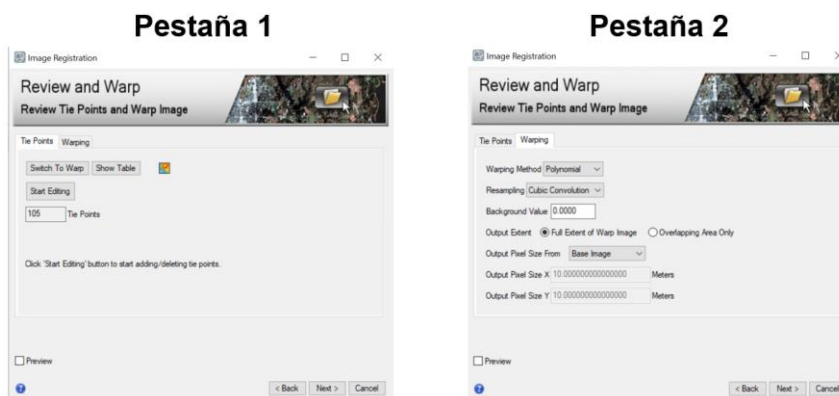 Pestaña 1
Image Registration
Review and Warp
Review Tie Points and Warp Image
Tie Points Warping
Switch To Warp Show Table
Start Editing
105 Tie Points
Click 'Start Editing' button to start adding/deleting tie points.
Preview
< Back Next > Cancel
Pestaña 2
Image Registration
Review and Warp
Review Tie Points and Warp Image
Tie Points Warping
Warping Method Polynomial
Resampling Cubic Convolution
Background Value 0.0000
Output Extent Full Extent of Warp Image Overlapping Area Only
Output Pixel Size From Base Image
Output Pixel Size X 10.000000000000000 Meters
Output Pixel Size Y 10.000000000000000 Meters
Preview
< Back Next > Cancel